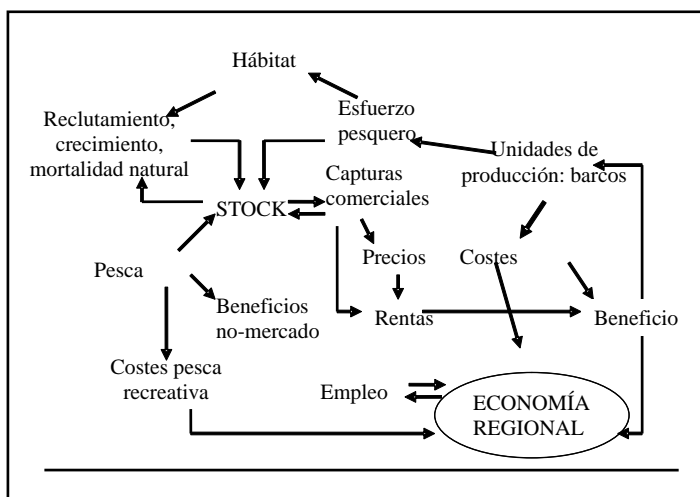 Hábitat
Esfuerzo
pesquero
Reclutamiento,
crecimiento,
mortalidad natural
Unidades de
producción: barcos
Capturas
comerciales
STOCK
Precios
Costes
Pesca
Beneficios
no-mercado
Rentas
Beneficio
Costes pesca
recreativa
Empleo
ECONOMÍA
REGIONAL